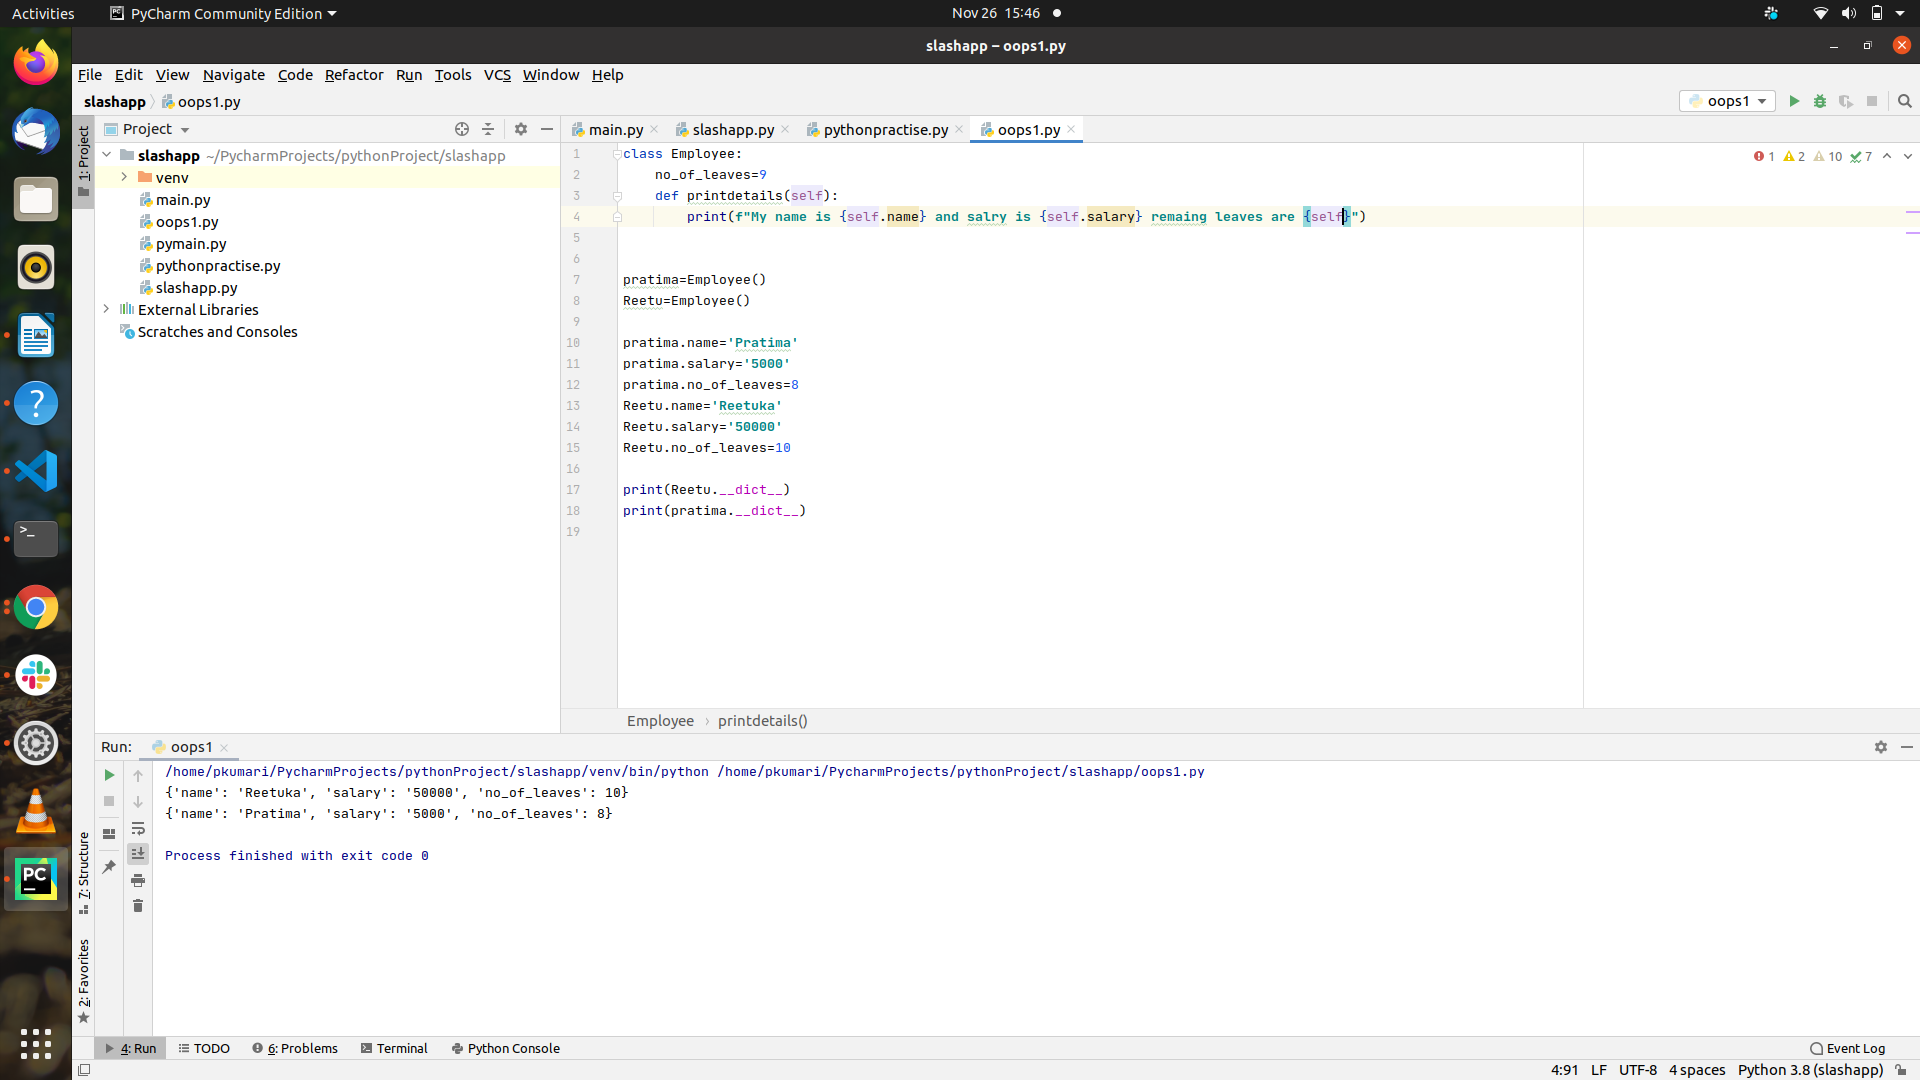 Activities
PyCharm Community Edition
Nov 26 15:46
slashapp – oops1.py
File Edit View Navigate Code Refactor Run Tools VCS Window Help
slashapp oops1.py
oops1
1: Project
Project
slashapp ~/PycharmProjects/pythonProject/slashapp
venv
main.py
oops1.py
pymain.py
pythonpractise.py
slashapp.py
External Libraries
Scratches and Consoles
main.py slashapp.py pythonpractise.py oops1.py
1 2 10 7
1 class Employee:
2 no_of_leaves=9
3 def printdetails(self):
4 print(f"My name is {self.name} and salry is {self.salary} remaing leaves are {self}")
5
6
7 pratima=Employee()
8 Reetu=Employee()
9
10 pratima.name='Pratima'
11 pratima.salary='5000'
12 pratima.no_of_leaves=8
13 Reetu.name='Reetuka'
14 Reetu.salary='50000'
15 Reetu.no_of_leaves=10
16
17 print(Reetu.__dict__)
18 print(pratima.__dict__)
19
Employee › printdetails()
Run: oops1
/home/pkumari/PycharmProjects/pythonProject/slashapp/venv/bin/python /home/pkumari/PycharmProjects/pythonProject/slashapp/oops1.py
{'name': 'Reetuka', 'salary': '50000', 'no_of_leaves': 10}
{'name': 'Pratima', 'salary': '5000', 'no_of_leaves': 8}
Process finished with exit code 0
7: Structure
2: Favorites
PC
4: Run TODO 6: Problems Terminal Python Console Event Log
4:91 LF UTF-8 4 spaces Python 3.8 (slashapp)